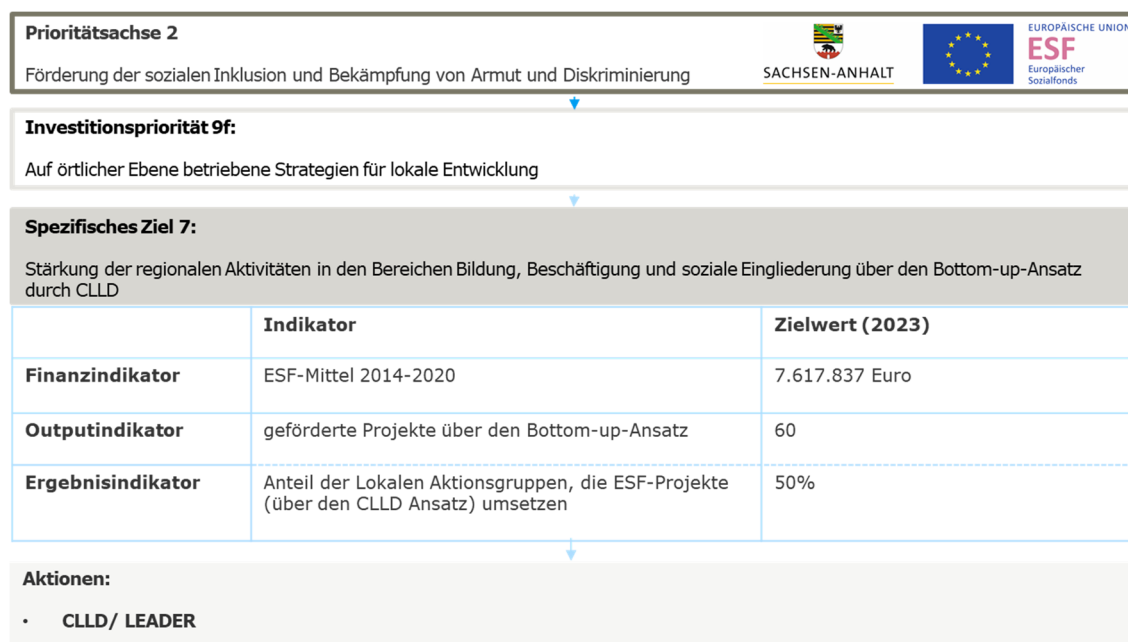 Prioritätsachse 2
Förderung der sozialen Inklusion und Bekämpfung von Armut und Diskriminierung
SACHSEN-ANHALT
EUROPÄISCHE UNION
ESF
Europäischer
Sozialfonds
Investitionspriorität 9f:
Auf örtlicher Ebene betriebene Strategien für lokale Entwicklung
Spezifisches Ziel 7:
Stärkung der regionalen Aktivitäten in den Bereichen Bildung, Beschäftigung und soziale Eingliederung über den Bottom-up-Ansatz
durch CLLD
Indikator
Zielwert (2023)
Finanzindikator
ESF-Mittel 2014-2020
7.617.837 Euro
Outputindikator
geförderte Projekte über den Bottom-up-Ansatz
60
Ergebnisindikator
Anteil der Lokalen Aktionsgruppen, die ESF-Projekte
(über den CLLD Ansatz) umsetzen
50%
Aktionen:
• CLLD/ LEADER